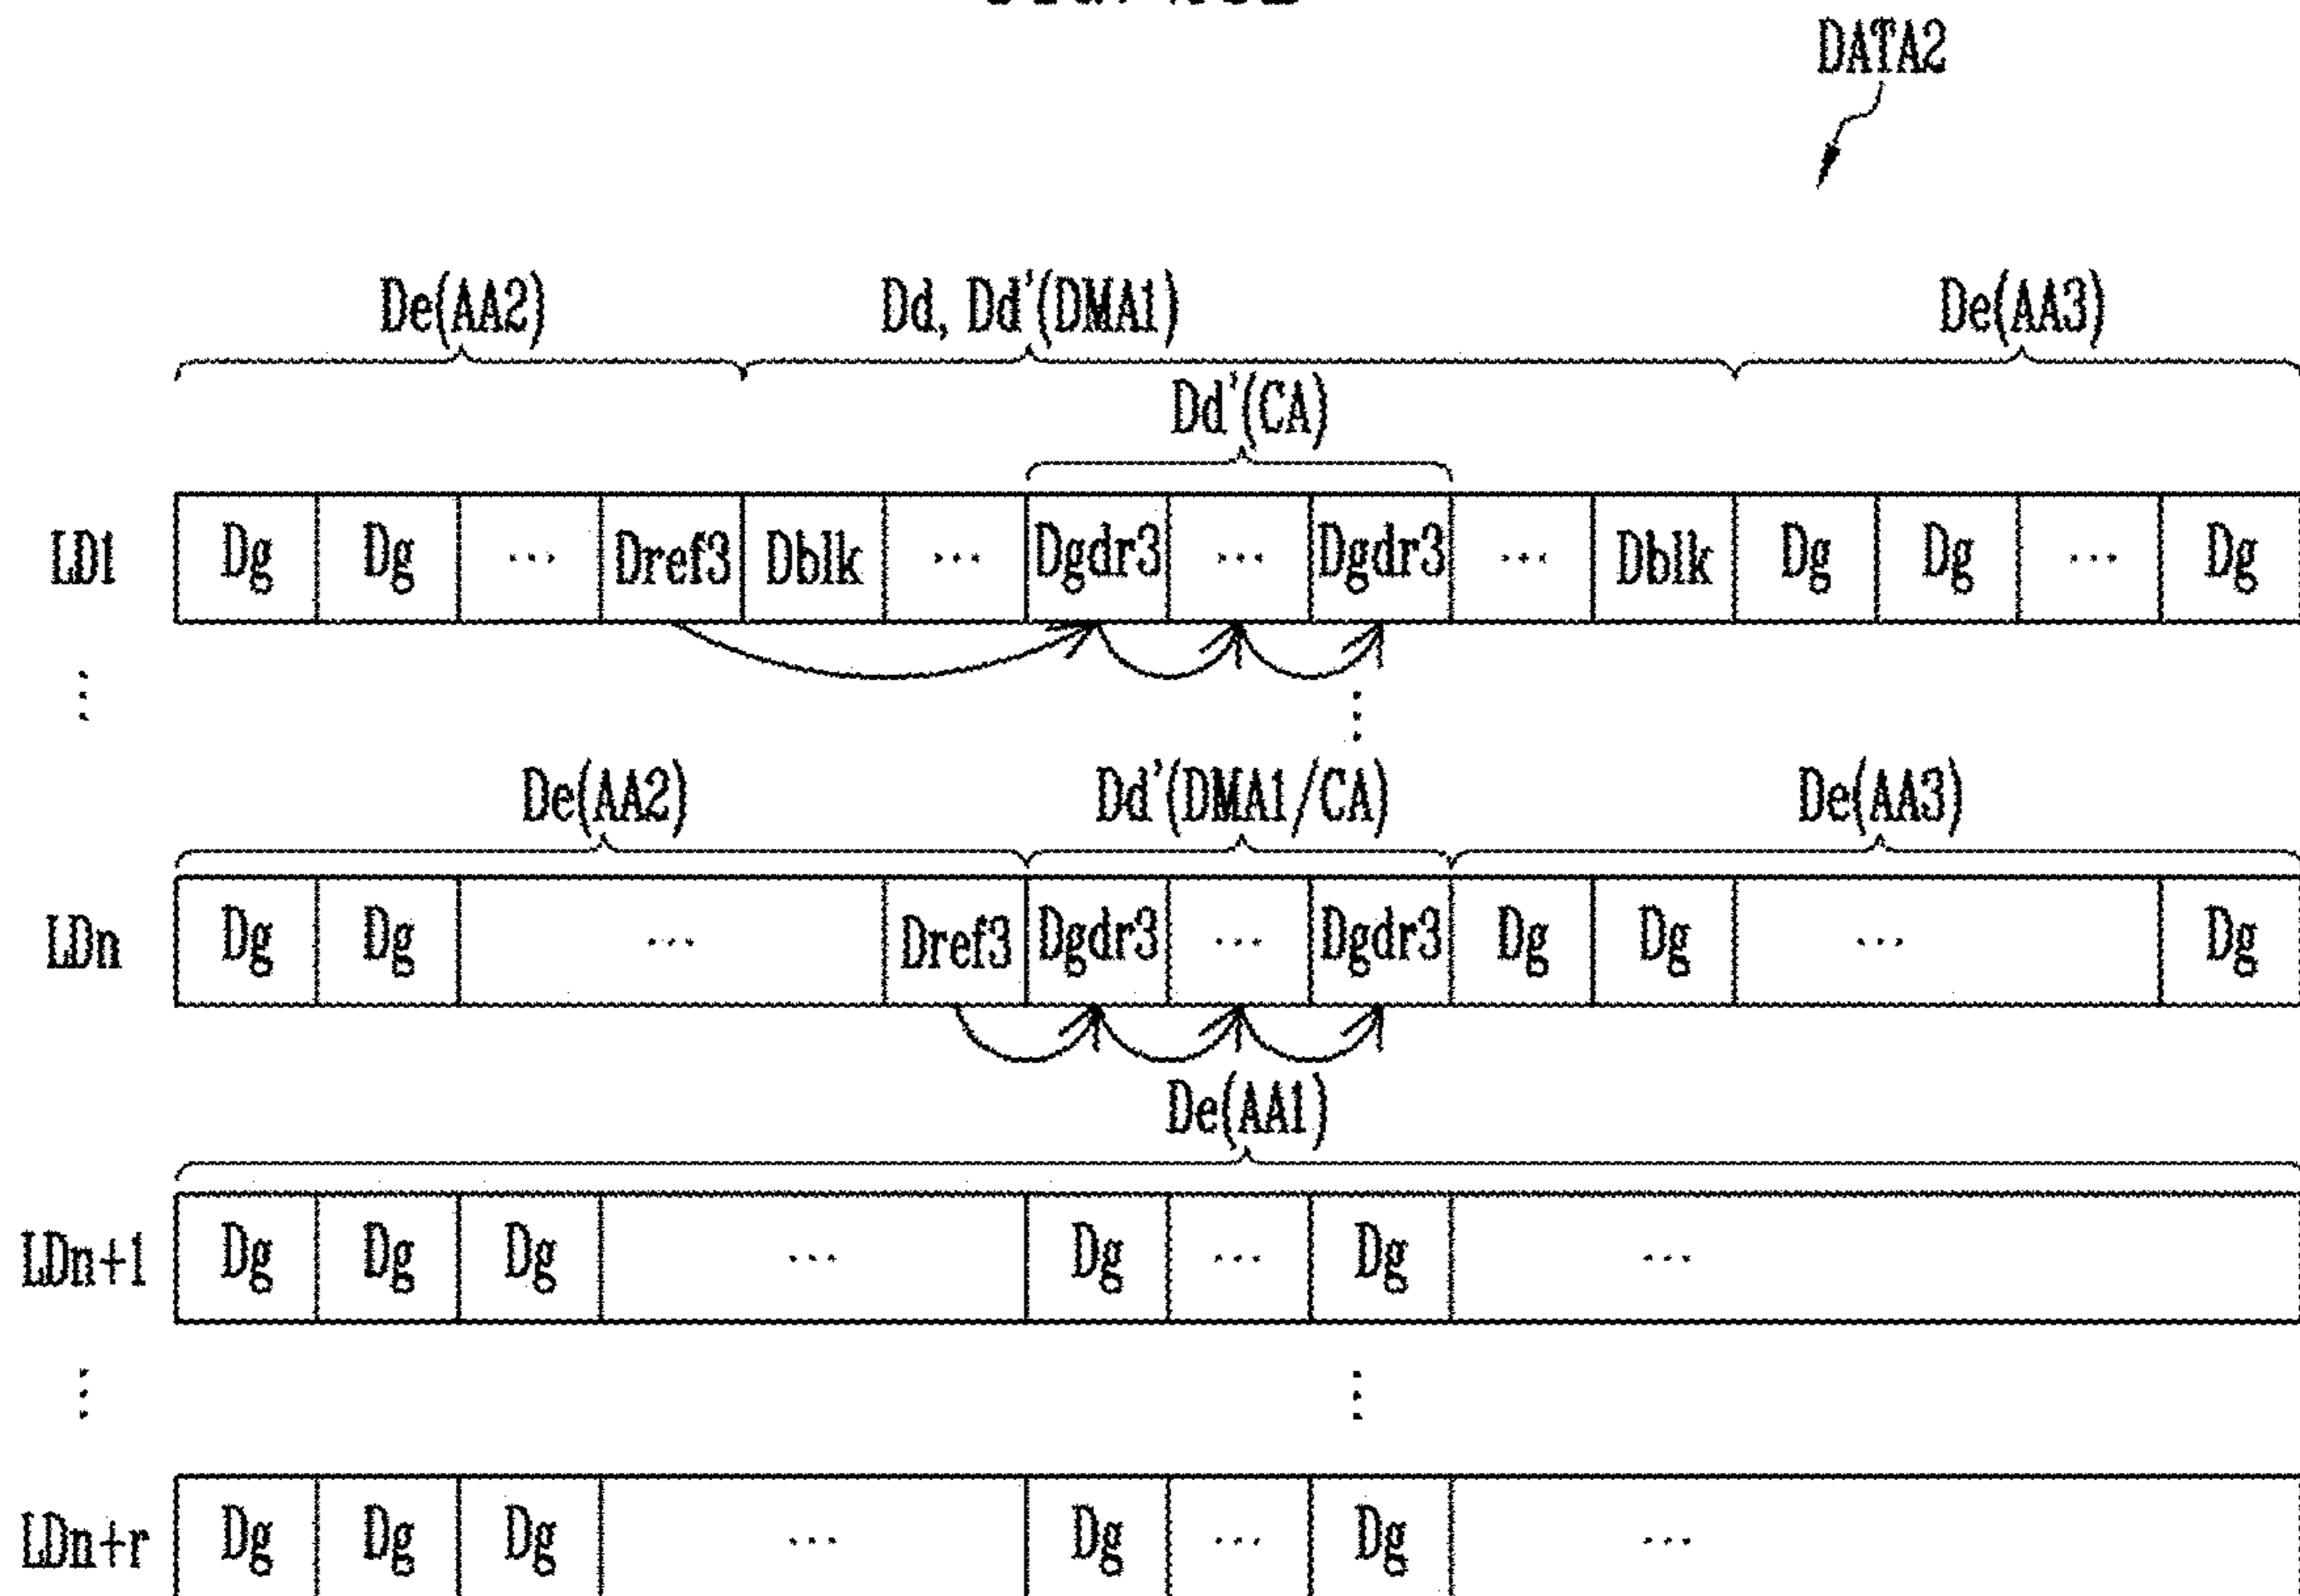 DATA2
De(AA2) Dd, Dd'(DMA1) De(AA3)
Dd'(CA)
LD1 Dg Dg ... Dref3 Dblk ... Dgdr3 ... Dgdr3 ... Dblk Dg Dg ... Dg
De(AA2) Dd'(DMA1/CA) De(AA3)
LDn Dg Dg ... Dref3 Dgdr3 ... Dgdr3 Dg Dg ... Dg
De(AA1)
LDn+1 Dg Dg Dg ... Dg ... Dg ...
LDn+r Dg Dg Dg ... Dg ... Dg ...